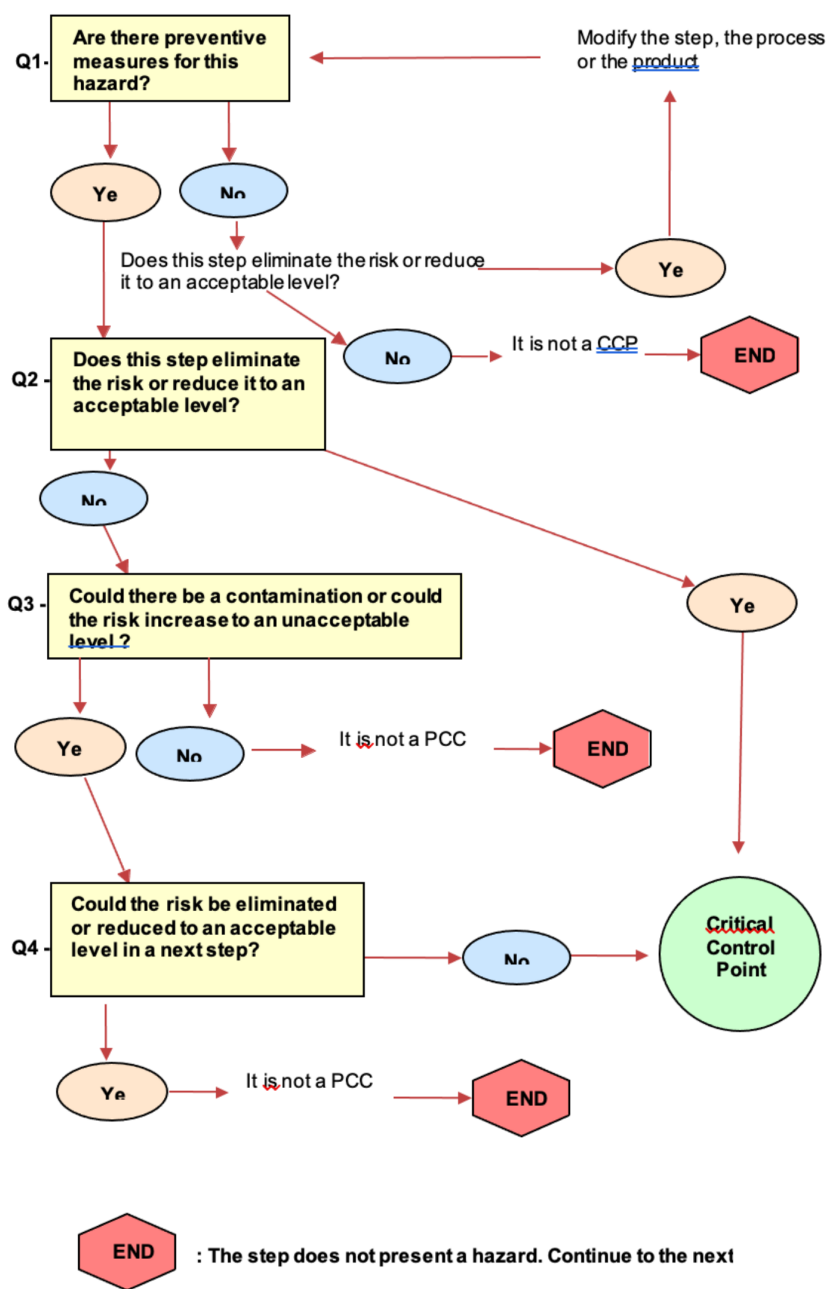 Are there preventive
measures for this
hazard?
Q1-
Modify the step, the process
or the product
Ye
No
Does this step eliminate the risk or reduce
it to an acceptable level?
Ye
No
It is not a CCP
END
Q2 -
Does this step eliminate
the risk or reduce it to an
acceptable level?
No
Ye
Q3 -
Could there be a contamination or could
the risk increase to an unacceptable
level ?
Ye
No
It is not a PCC
END
Q4 -
Could the risk be eliminated
or reduced to an acceptable
level in a next step?
No
Critical
Control
Point
Ye
It is not a PCC
END
END
: The step does not present a hazard. Continue to the next